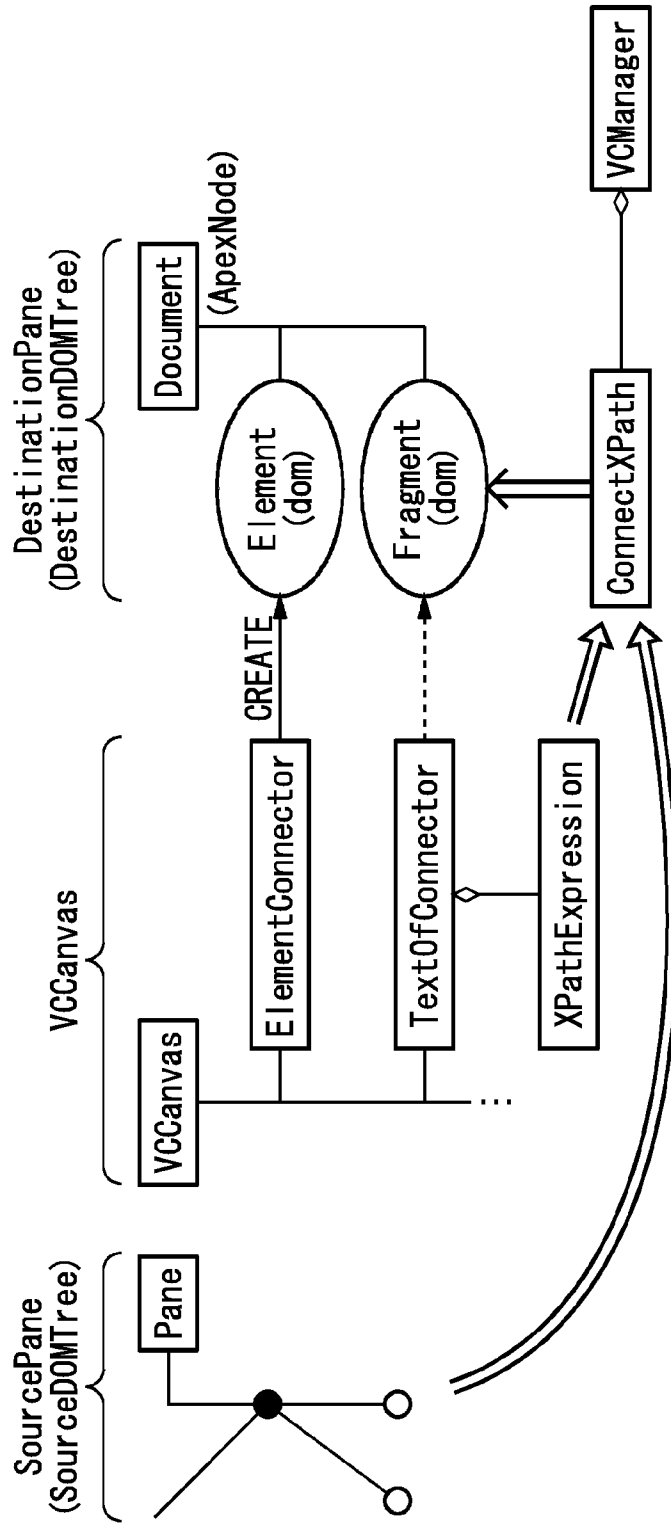 SourcePane
(SourceDOMTree)
Pane
VCCanvas
VCCanvas
ElementConnector
TextOfConnector
XPathExpression
...
CREATE
DestinationPane
(DestinationDOMTree)
Document
(ApexNode)
Element
(dom)
Fragment
(dom)
ConnectXPath
VCManager